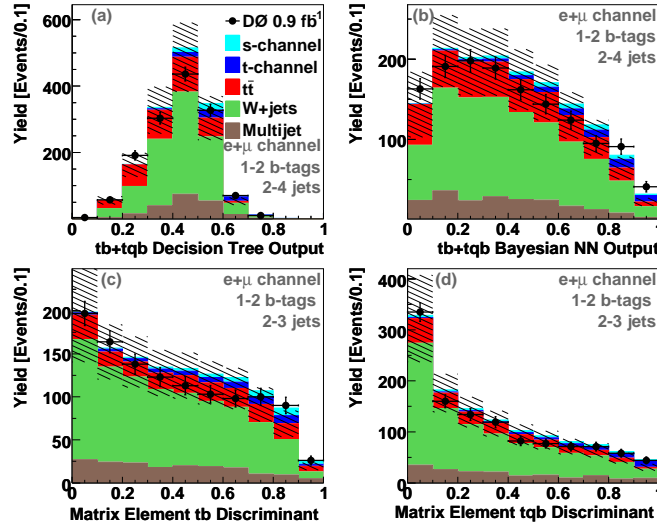 (a)
DØ 0.9 fb¹
s-channel
t-channel
tt̄
W+jets
Multijet
e+μ channel
1-2 b-tags
2-4 jets
Yield [Events/0.1]
600
400
200
0
0 0.2 0.4 0.6 0.8 1
tb+tqb Decision Tree Output
(b)
e+μ channel
1-2 b-tags
2-4 jets
Yield [Events/0.1]
200
100
0.2 0.4 0.6 0.8 1
tb+tqb Bayesian NN Output
(c)
e+μ channel
1-2 b-tags
2-3 jets
Yield [Events/0.1]
200
150
100
50
0
0.2 0.4 0.6 0.8 1
Matrix Element tb Discriminant
(d)
e+μ channel
1-2 b-tags
2-3 jets
Yield [Events/0.1]
400
300
200
100
0.2 0.4 0.6 0.8 1
Matrix Element tqb Discriminant